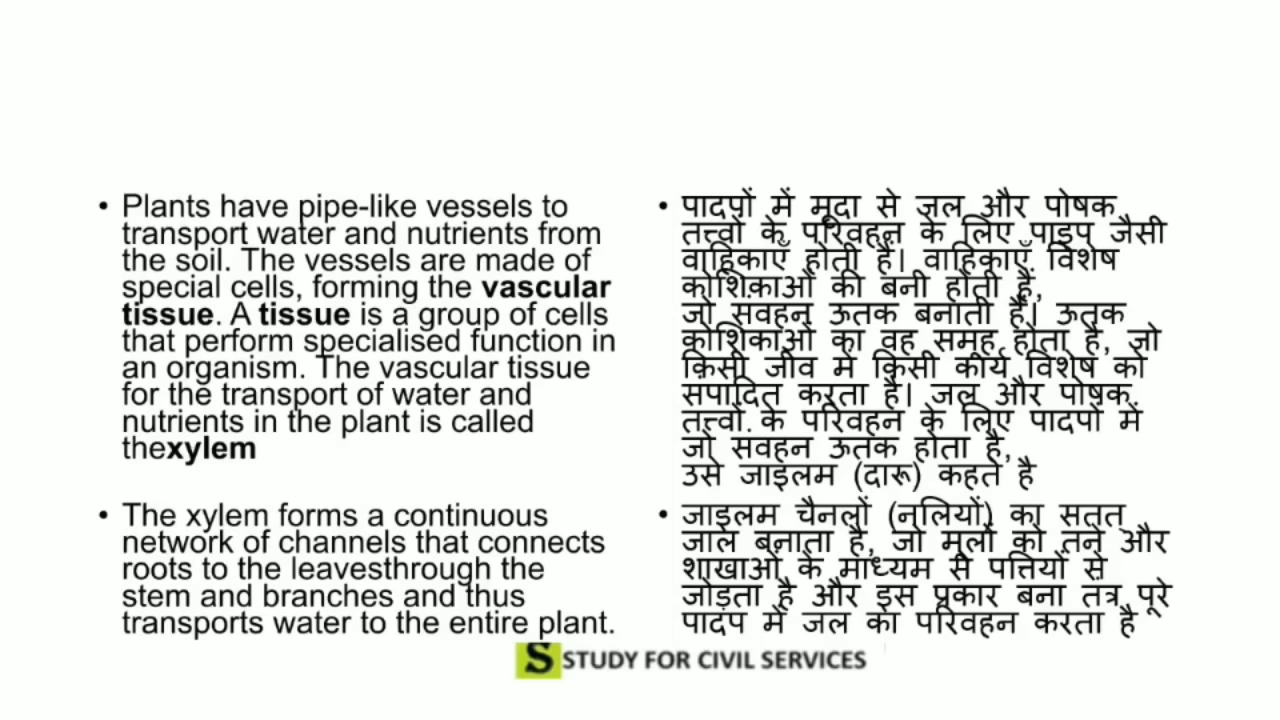 • Plants have pipe-like vessels to
transport water and nutrients from
the soil. The vessels are made of
special cells, forming the vascular
tissue. A tissue is a group of cells
that perform specialised function in
an organism. The vascular tissue
for the transport of water and
nutrients in the plant is called
thexylem
• The xylem forms a continuous
network of channels that connects
roots to the leavesthrough the
stem and branches and thus
transports water to the entire plant.
• पादपों में मृदा से जल और पोषक
तत्त्वों के परिवहन के लिए पाइप जैसी
वाहिकाएँ होती हैं। वाहिकाएँ विशेष
कोशिकाओं की बनी होती हैं,
जो संवहन ऊतक बनाती हैं। ऊतक
कोशिकाओं का वह समूह होता है, जो
किसी जीव में किसी कार्य विशेष को
संपादित करता है। जल और पोषक
तत्त्वों के परिवहन के लिए पादपों में
जो संवहन ऊतक होता है,
उसे जाइलम (दारू) कहते है
• जाइलम चैनलों (नलियों) का सतत
जाल बनाता है, जो मूलों को तने और
शाखाओं के माध्यम से पत्तियों से
जोड़ता है और इस प्रकार बना तंत्र पूरे
पादप में जल का परिवहन करता है
S STUDY FOR CIVIL SERVICES